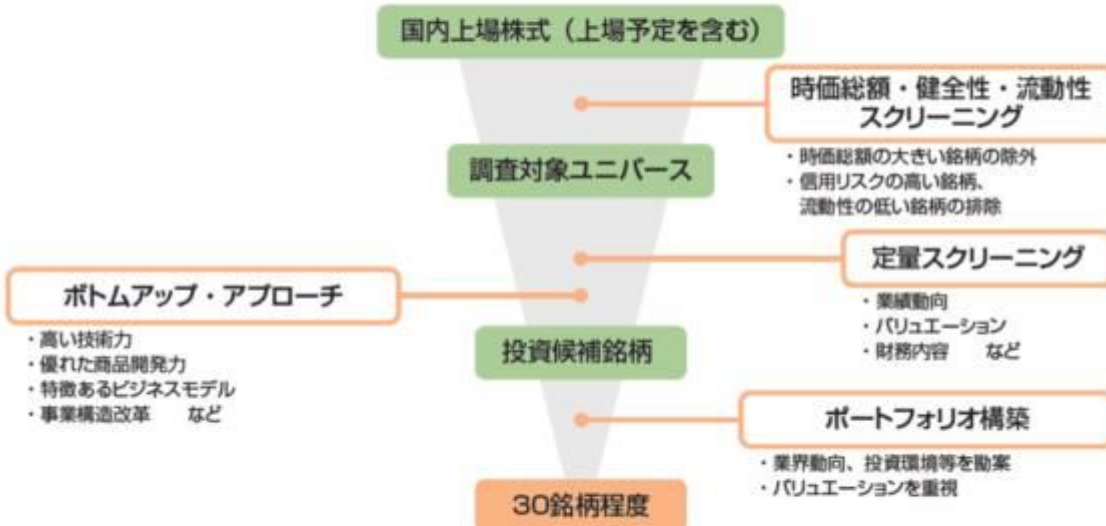 国内上場株式（上場予定を含む）
時価総額・健全性・流動性
スクリーニング
・時価総額の大きい銘柄の除外
・信用リスクの高い銘柄、
流動性の低い銘柄の排除
調査対象ユニバース
定量スクリーニング
・業績動向
・バリュエーション
・財務内容　など
ボトムアップ・アプローチ
・高い技術力
・優れた商品開発力
・特徴あるビジネスモデル
・事業構造改革　など
投資候補銘柄
ポートフォリオ構築
・業界動向、投資環境等を勘案
・バリュエーションを重視
30銘柄程度